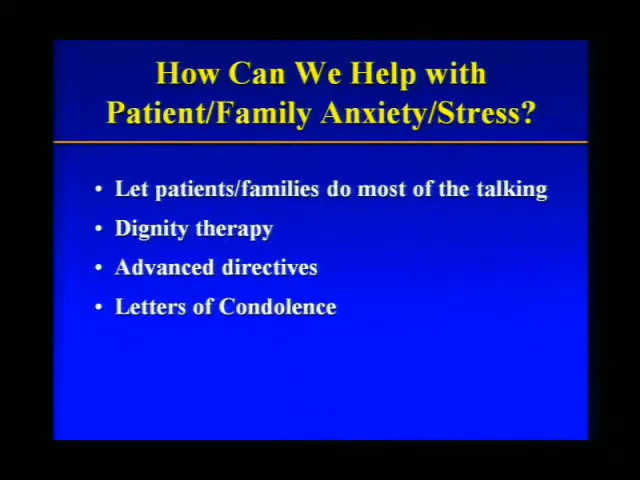 How Can We Help with
Patient/Family Anxiety/Stress?
• Let patients/families do most of the talking
• Dignity therapy
• Advanced directives
• Letters of Condolence